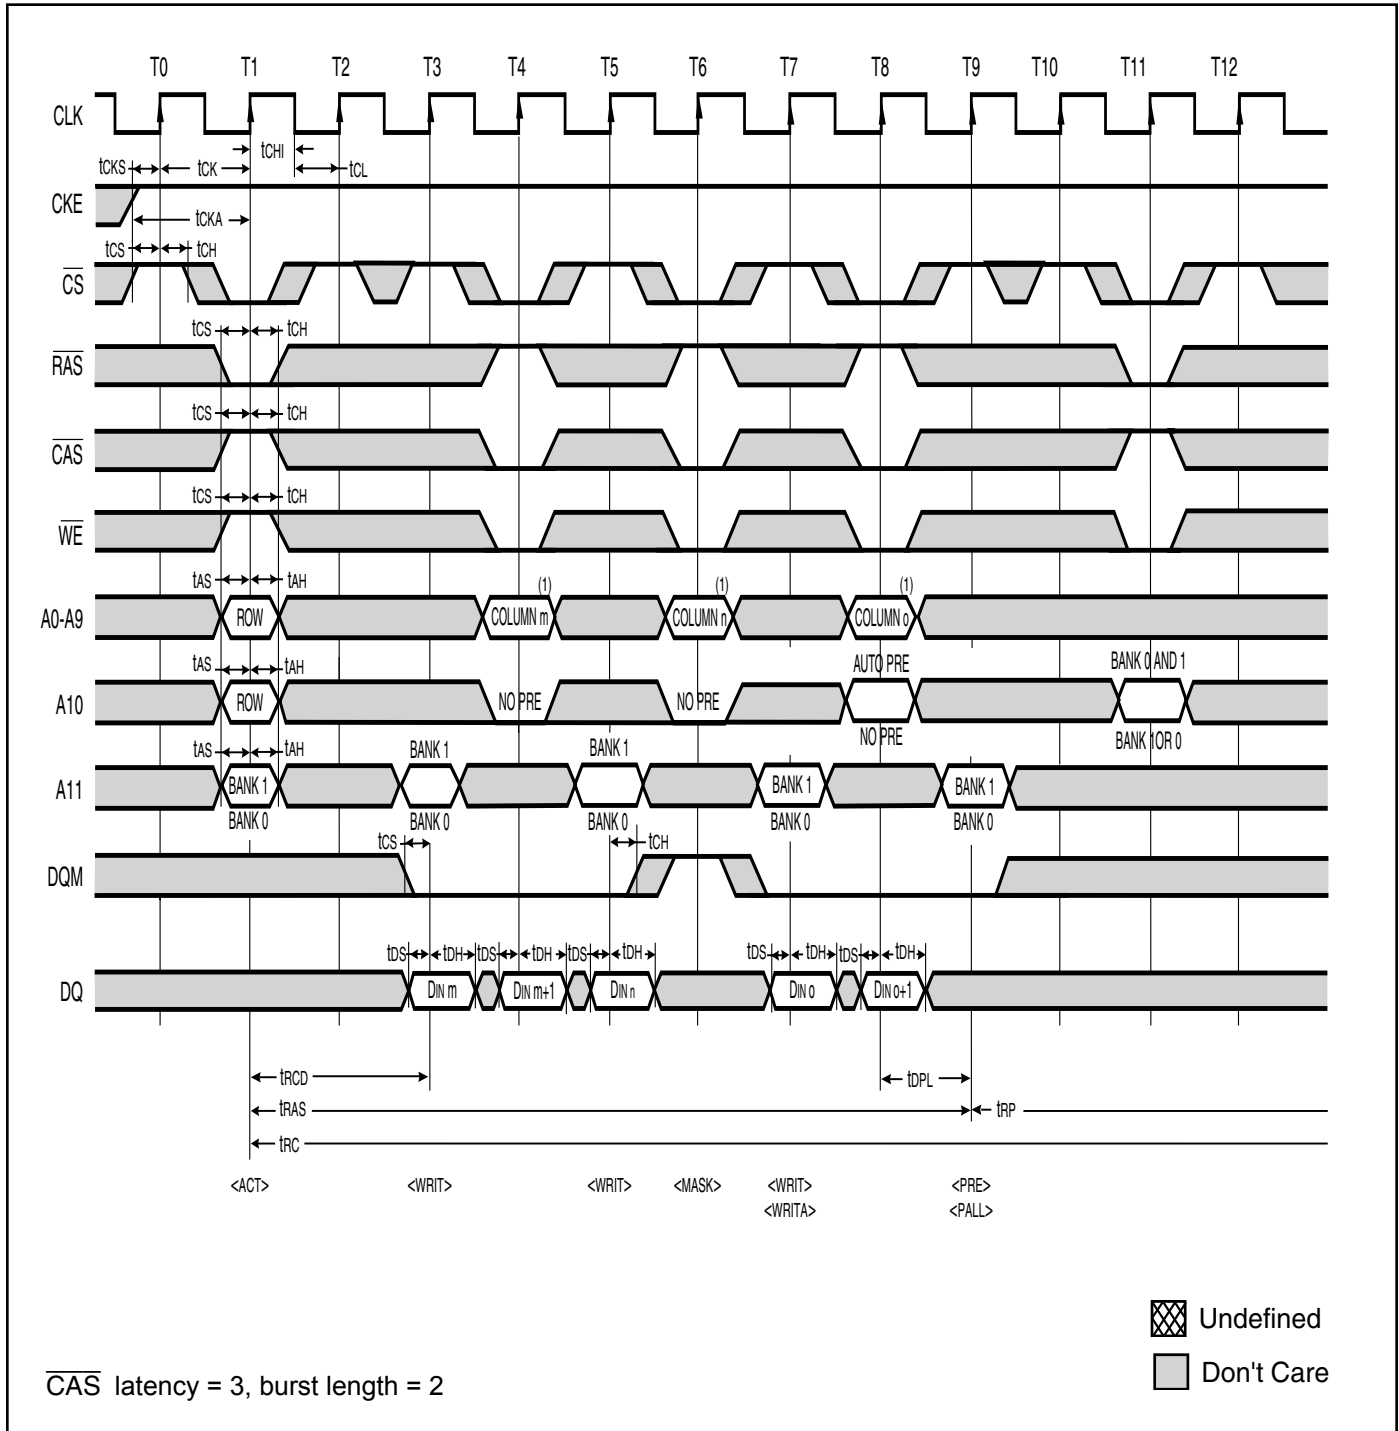 T0 T1 T2 T3 T4 T5 T6 T7 T8 T9 T10 T11 T12
CLK
tCHI
tCKS tCK tCL
CKE
tCKA
tCS tCH
CS
tCS tCH
RAS
tCS tCH
CAS
tCS tCH
WE
tAS tAH (1) (1) (1)
A0-A9 ROW COLUMN m COLUMN n COLUMN o
tAS tAH AUTO PRE BANK 0 AND 1
A10 ROW NO PRE NO PRE
NO PRE BANK 1 OR 0
tAS tAH BANK 1 BANK 1
A11 BANK 1 BANK 1 BANK 1
BANK 0 BANK 0 BANK 0 BANK 0 BANK 0
tCS tCH
DQM
tDS tDH tDS tDH tDS tDH tDS tDH tDS tDH
DQ DIN m DIN m+1 DIN n DIN o DIN o+1
tRCD tDPL
tRAS tRP
tRC
<ACT> <WRIT> <WRIT> <MASK> <WRIT> <PRE>
<WRITA> <PALL>
Undefined
Don't Care
CAS latency = 3, burst length = 2